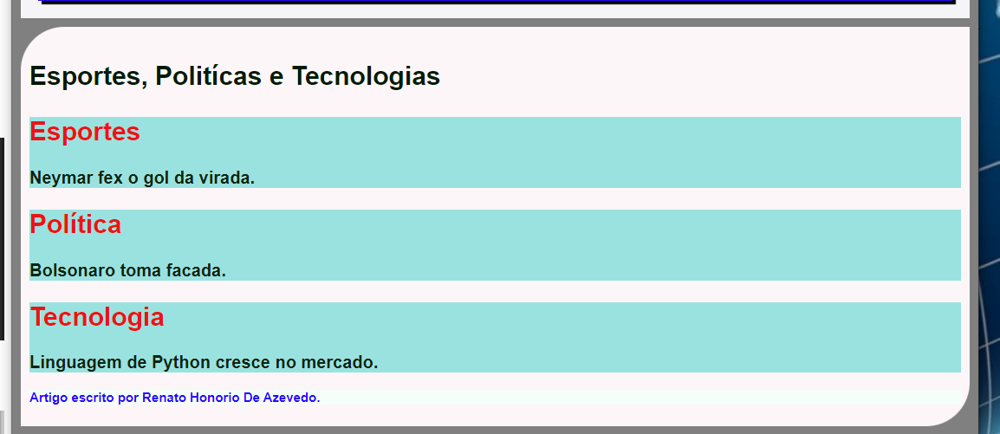 Esportes, Politícas e Tecnologias
Esportes
Neymar fex o gol da virada.
Política
Bolsonaro toma facada.
Tecnologia
Linguagem de Python cresce no mercado.
Artigo escrito por Renato Honorio De Azevedo.